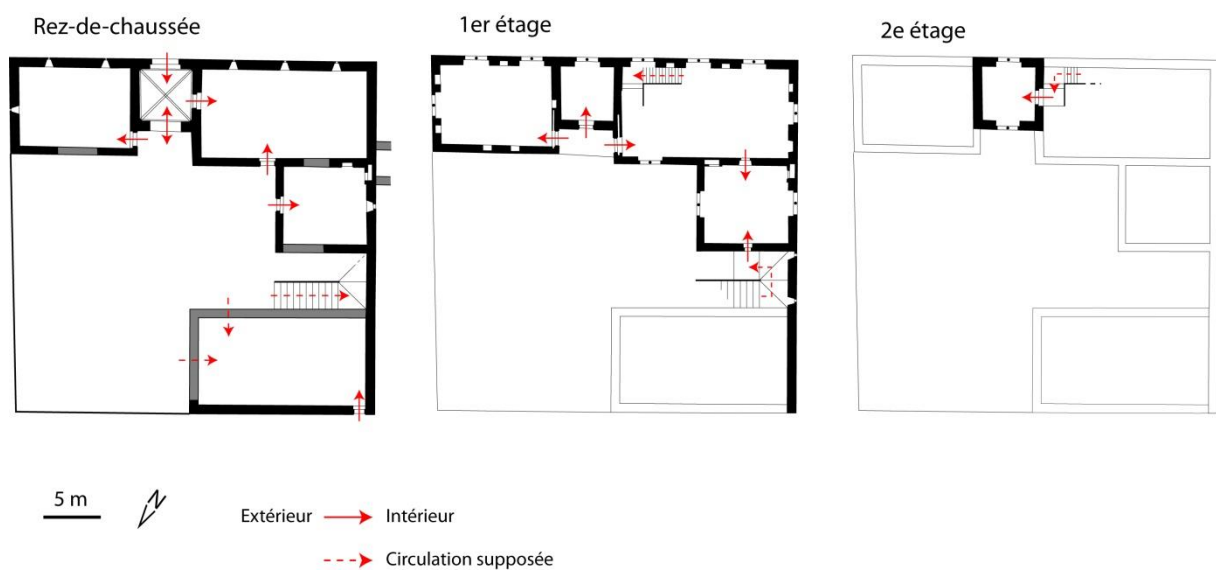 Rez-de-chaussée
1er étage
2e étage
5 m
N
Extérieur
Intérieur
Circulation supposée